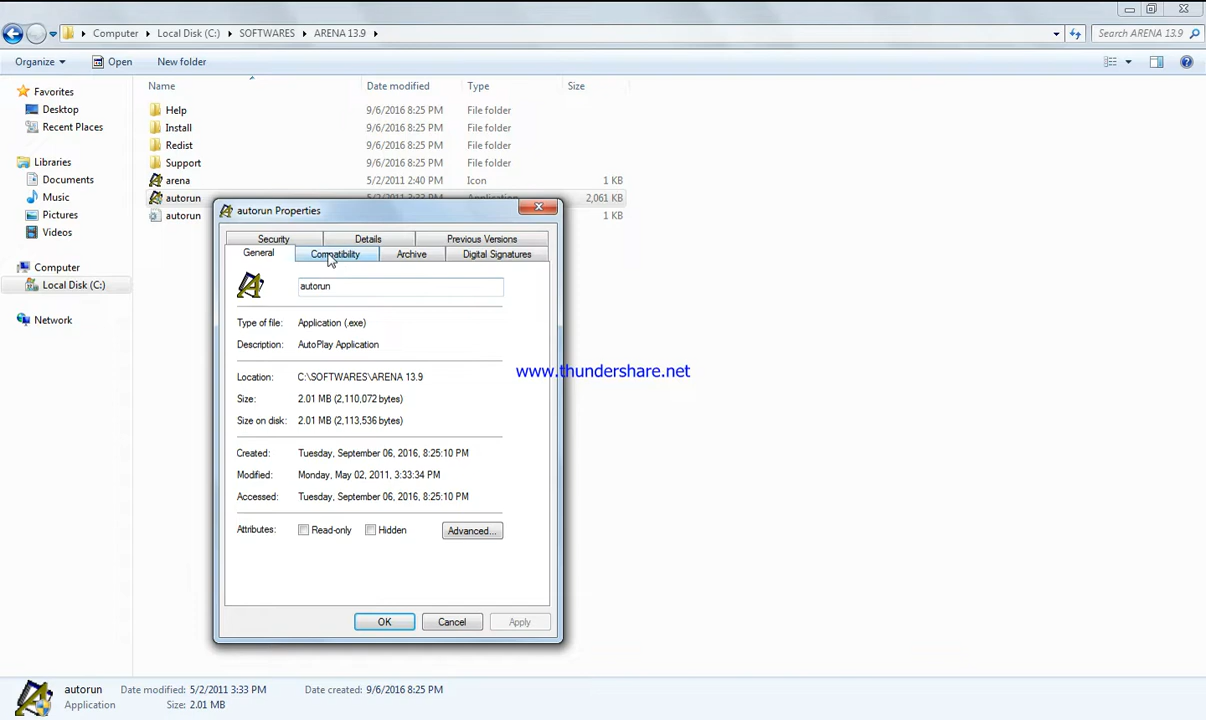 Computer Local Disk (C:) SOFTWARES ARENA 13.9 Search ARENA 13.9
Organize Open New folder
Favorites
Desktop
Recent Places
Libraries
Documents
Music
Pictures
Videos
Computer
Local Disk (C:)
Network
Name Date modified Type Size
Help 9/6/2016 8:25 PM File folder
Install 9/6/2016 8:25 PM File folder
Redist 9/6/2016 8:25 PM File folder
Support 9/6/2016 8:25 PM File folder
arena 5/2/2011 2:40 PM Icon 1 KB
autorun 5/2/2011 3:33 PM Application 2,061 KB
autorun 1 KB
autorun Properties
Security Details Previous Versions
General Compatibility Archive Digital Signatures
autorun
Type of file: Application (.exe)
Description: AutoPlay Application
Location: C:\SOFTWARES\ARENA 13.9
Size: 2.01 MB (2,110,072 bytes)
Size on disk: 2.01 MB (2,113,536 bytes)
Created: Tuesday, September 06, 2016, 8:25:10 PM
Modified: Monday, May 02, 2011, 3:33:34 PM
Accessed: Tuesday, September 06, 2016, 8:25:10 PM
Attributes: Read-only Hidden Advanced...
OK Cancel Apply
www.thundershare.net
autorun Date modified: 5/2/2011 3:33 PM Date created: 9/6/2016 8:25 PM
Application Size: 2.01 MB